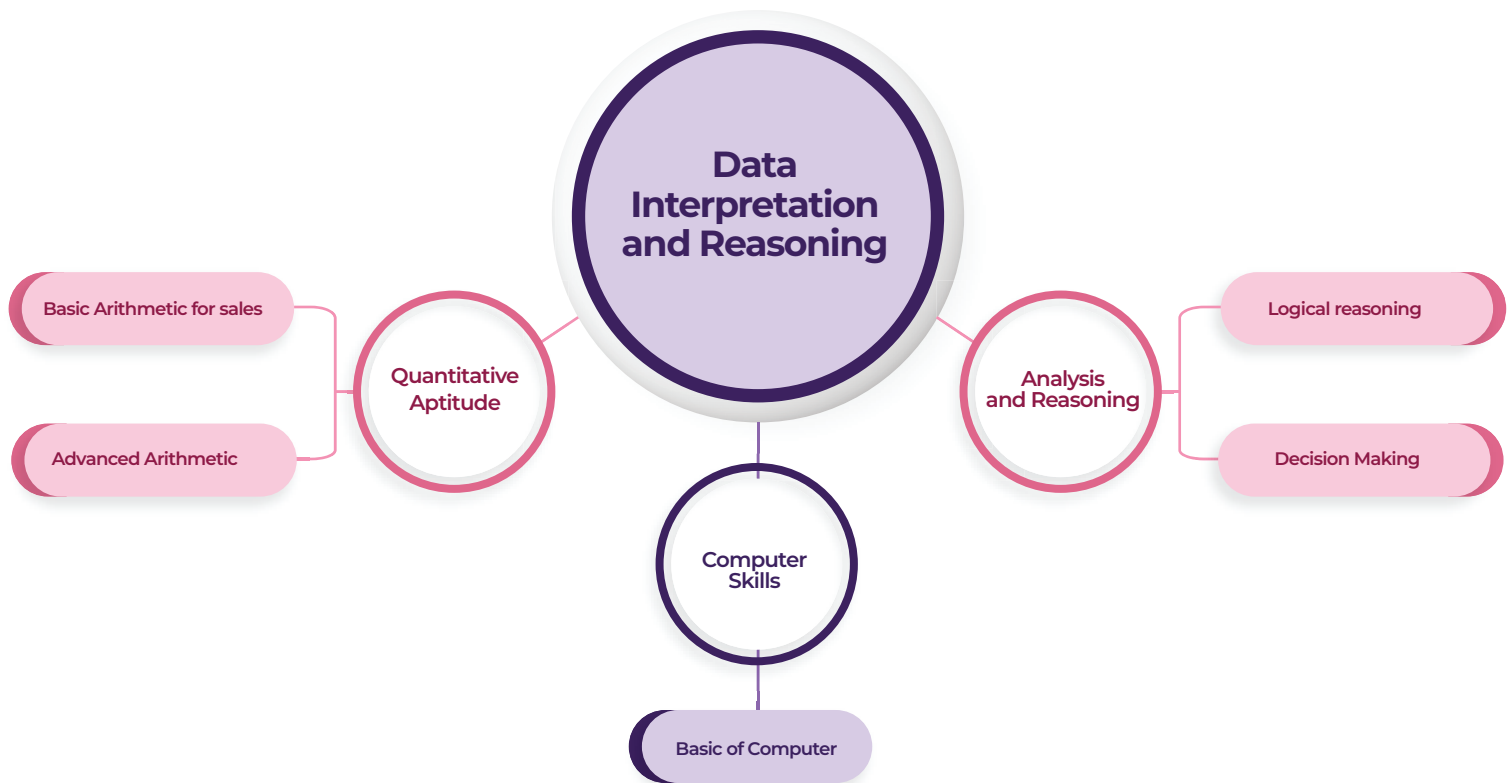 Data
Interpretation
and Reasoning
Basic Arithmetic for sales
Advanced Arithmetic
Quantitative
Aptitude
Computer
Skills
Basic of Computer
Analysis
and Reasoning
Logical reasoning
Decision Making